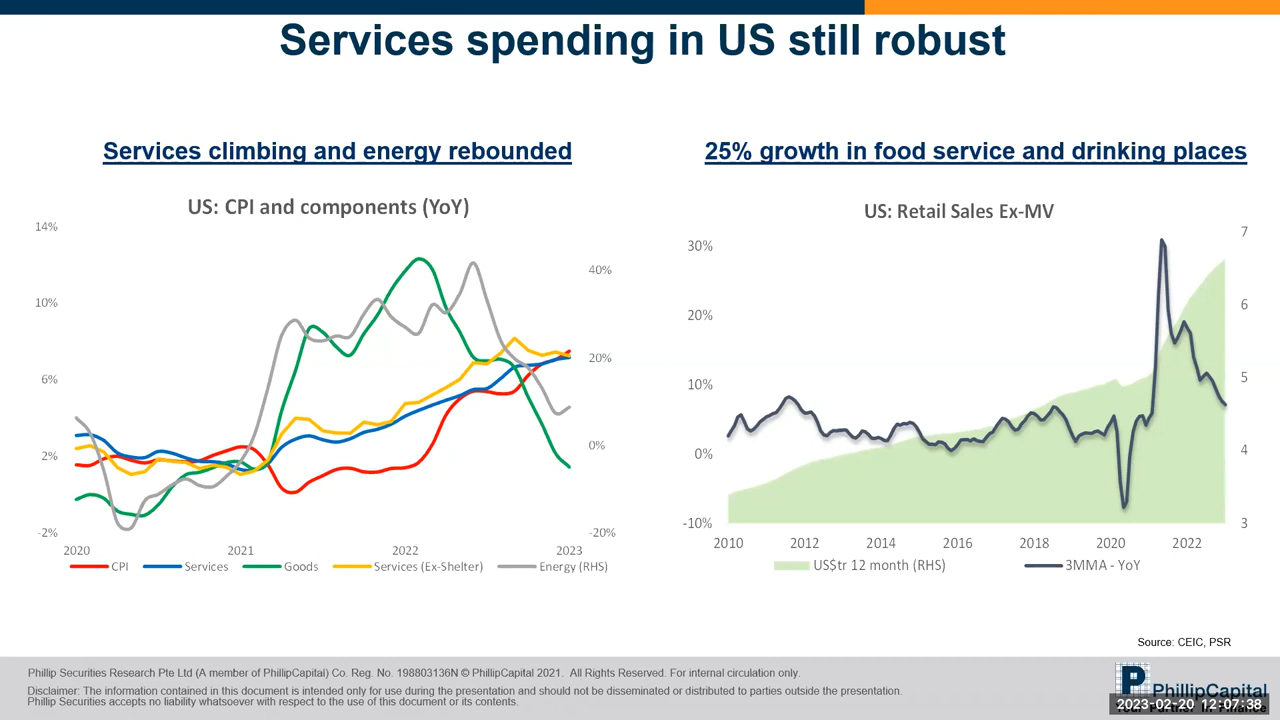 Services spending in US still robust
Services climbing and energy rebounded
US: CPI and components (YoY)
14%
10%
6%
2%
-2%
40%
20%
0%
-20%
2020
2021
2022
2023
CPI
Services
Goods
Services (Ex-Shelter)
Energy (RHS)
25% growth in food service and drinking places
US: Retail Sales Ex-MV
30%
20%
10%
0%
-10%
7
6
5
4
3
2010
2012
2014
2016
2018
2020
2022
US$tr 12 month (RHS)
3MMA - YoY
Source: CEIC, PSR
Phillip Securities Research Pte Ltd (A member of PhillipCapital) Co. Reg. No. 198803136N © PhillipCapital 2021. All Rights Reserved. For internal circulation only.
Disclaimer: The information contained in this document is intended only for use during the presentation and should not be disseminated or distributed to parties outside the presentation.
Phillip Securities accepts no liability whatsoever with respect to the use of this document or its contents.
P
PhillipCapital
Your Partner In Finance
2023-02-20 12:07:38